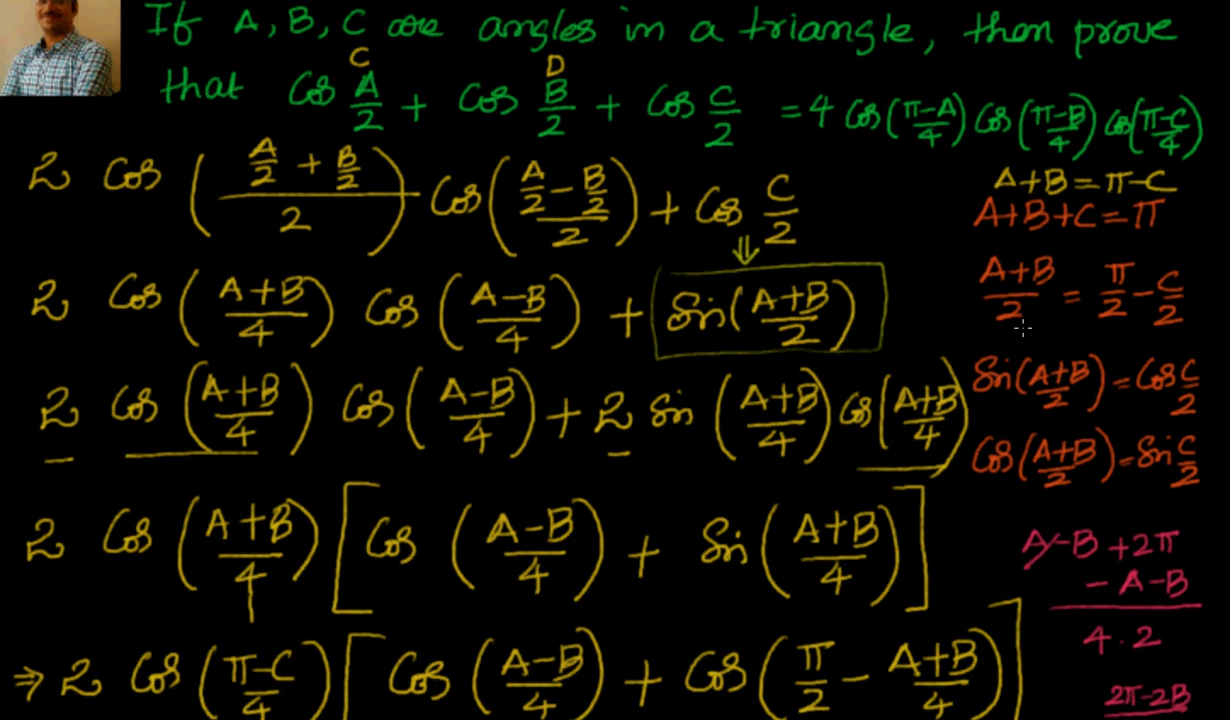 If A, B, C are angles in a triangle, then prove
C D
that Cos A/2 + Cos B/2 + Cos C/2 = 4 Cos(π-A/4) Cos(π-B/4) Cos(π-C/4)
2 Cos (A/2 + B/2 / 2) Cos (A/2 - B/2 / 2) + Cos C/2
⇓
2 Cos (A+B/4) Cos (A-B/4) + Sin(A+B/2)
2 Cos (A+B/4) Cos (A-B/4) + 2 Sin (A+B/4) Cos (A+B/4)
2 Cos (A+B/4) [Cos (A-B/4) + Sin (A+B/4)]
⇒ 2 Cos (π-C/4) [Cos (A-B/4) + Cos (π/2 - A+B/4)]
A+B = π-C
A+B+C = π
A+B/2 = π/2 - C/2
Sin(A+B/2) = Cos C/2
Cos(A+B/2) = Sin C/2
A-B+2π
-A-B
4.2
2π-2B